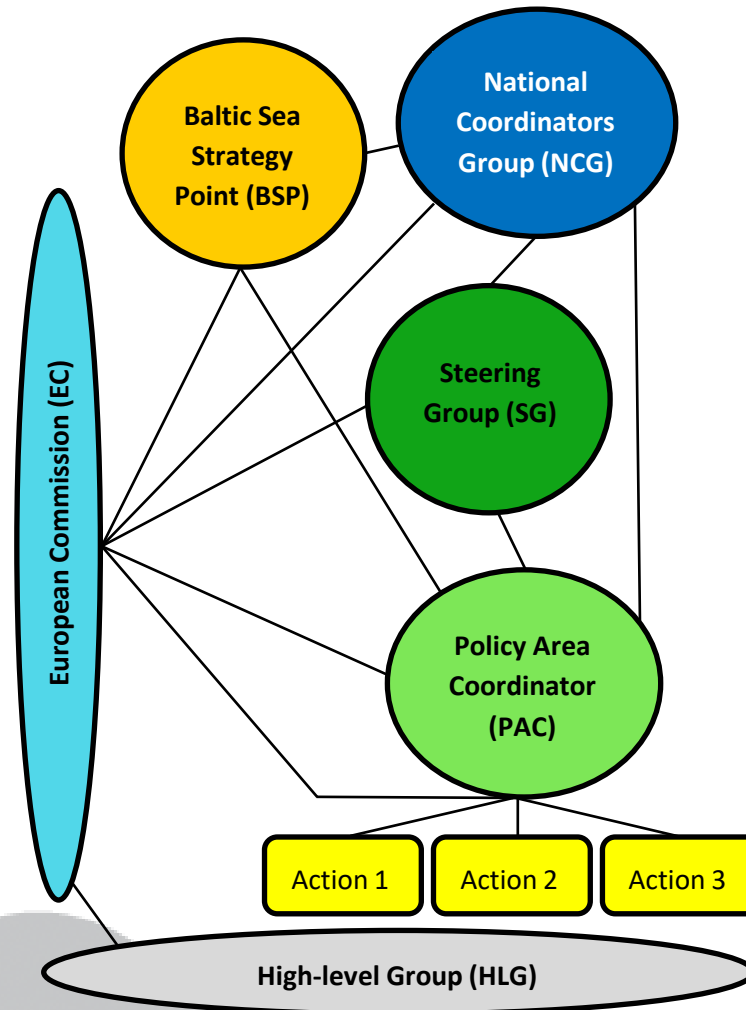 Baltic Sea
Strategy
Point (BSP)
National
Coordinators
Group (NCG)
European Commission (EC)
Steering
Group (SG)
Policy Area
Coordinator
(PAC)
Action 1
Action 2
Action 3
High-level Group (HLG)